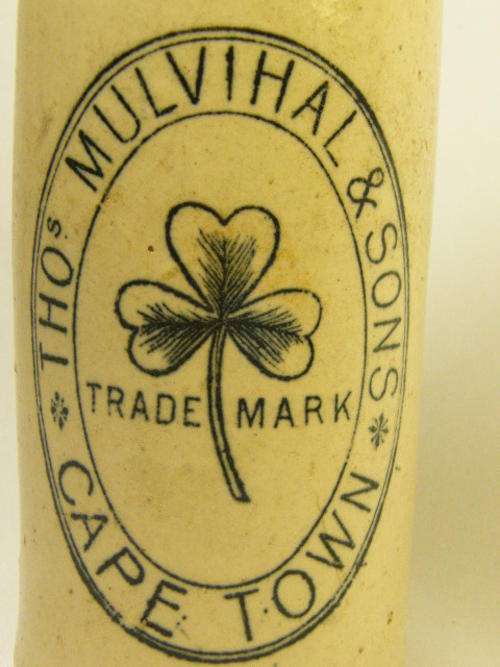 THOs MULVIHAL & SONS
TRADE MARK
CAPE TOWN